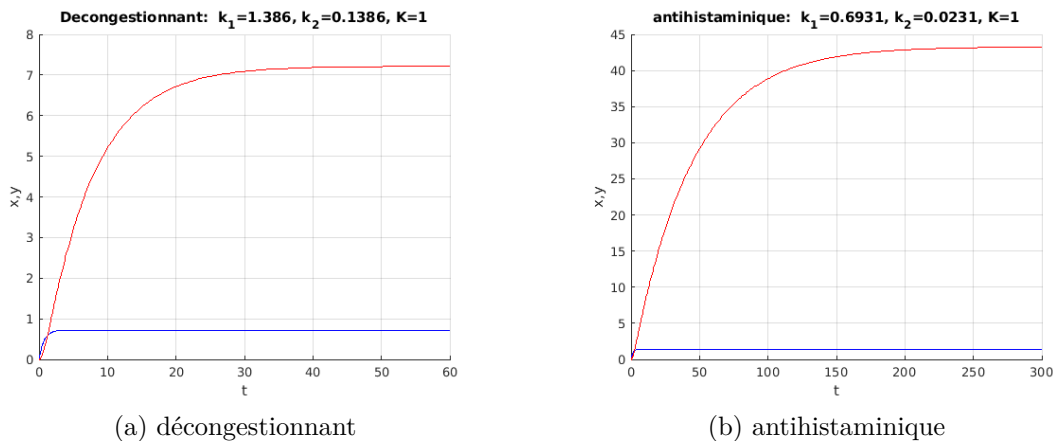 Decongestionnant: k1=1.386, k2=0.1386, K=1
8
7
6
5
4
3
2
1
0
x,y
0 10 20 30 40 50 60
t
(a) décongestionnant
antihistaminique: k1=0.6931, k2=0.0231, K=1
45
40
35
30
25
20
15
10
5
0
x,y
0 50 100 150 200 250 300
t
(b) antihistaminique